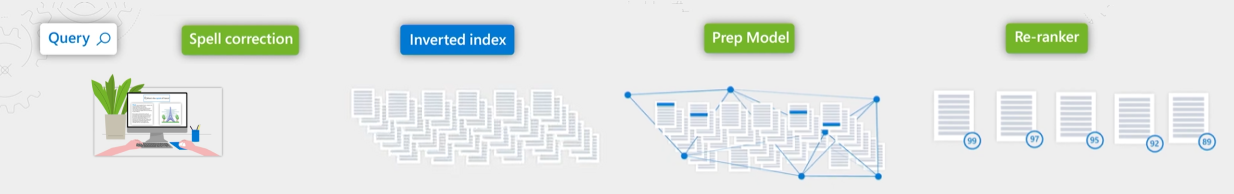 Query
Spell correction
Inverted index
Prep Model
Re-ranker
99
97
95
92
89